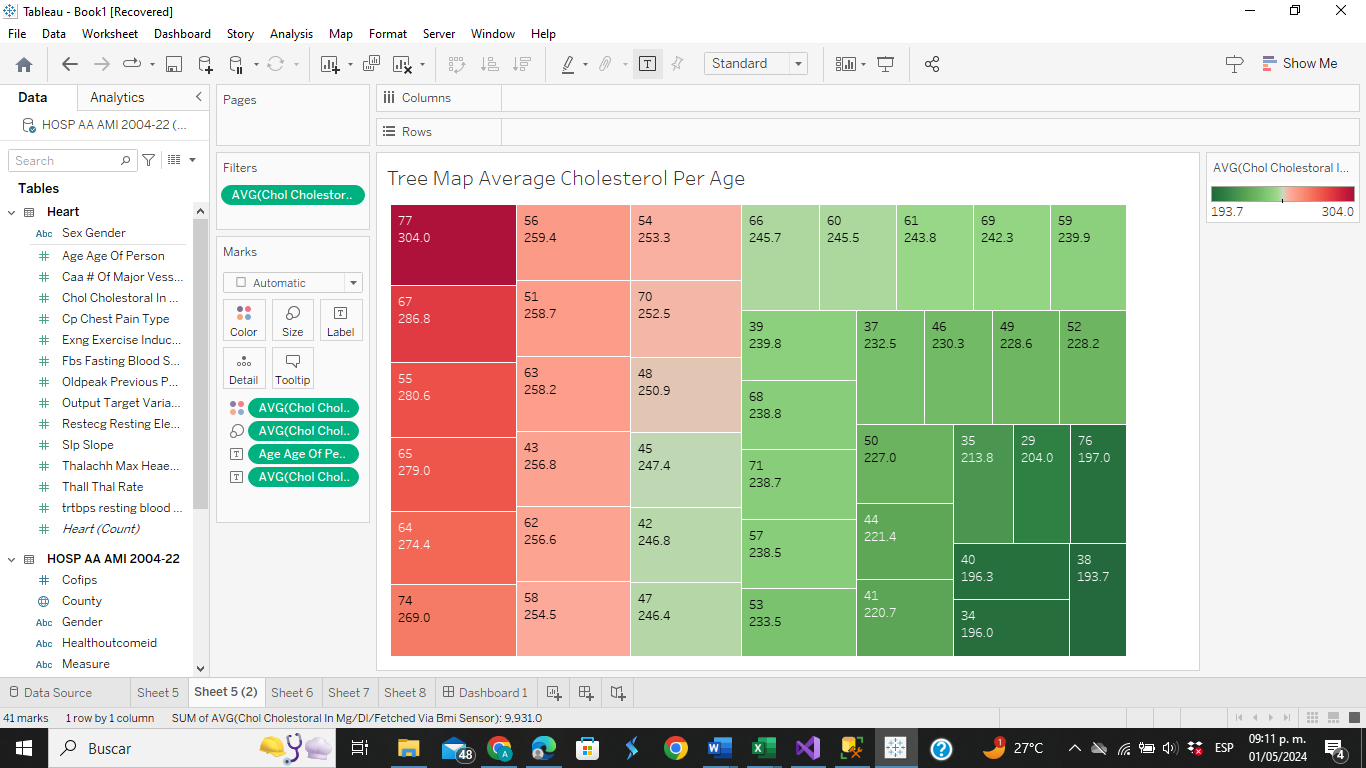 Tableau - Book1 [Recovered]
File Data Worksheet Dashboard Story Analysis Map Format Server Window Help
Standard
Show Me
Data
Analytics
HOSP AA AMI 2004-22 (...
Search
Tables
Heart
Abc Sex Gender
Age Age Of Person
Caa # Of Major Vess...
Chol Cholestoral In ...
Cp Chest Pain Type
Exng Exercise Induc...
Fbs Fasting Blood S...
Oldpeak Previous P...
Output Target Varia...
Restecg Resting Ele...
Slp Slope
Thalachh Max Heae...
Thall Thal Rate
trtbps resting blood ...
Heart (Count)
HOSP AA AMI 2004-22
Cofips
County
Abc Gender
Abc Healthoutcomeid
Abc Measure
Pages
Filters
AVG(Chol Cholestor..
Marks
Automatic
Color
Size
Label
Detail
Tooltip
AVG(Chol Chol..
AVG(Chol Chol..
Age Age Of Pe..
AVG(Chol Chol..
Columns
Rows
Tree Map Average Cholesterol Per Age
77
304.0
67
286.8
55
280.6
65
279.0
64
274.4
74
269.0
56
259.4
51
258.7
63
258.2
43
256.8
62
256.6
58
254.5
54
253.3
70
252.5
48
250.9
45
247.4
42
246.8
47
246.4
66
245.7
60
245.5
61
243.8
69
242.3
59
239.9
39
239.8
68
238.8
71
238.7
57
238.5
53
233.5
37
232.5
46
230.3
49
228.6
52
228.2
50
227.0
44
221.4
41
220.7
35
213.8
29
204.0
76
197.0
40
196.3
34
196.0
38
193.7
AVG(Chol Cholestoral I...
193.7 304.0
Data Source
Sheet 5
Sheet 5 (2)
Sheet 6
Sheet 7
Sheet 8
Dashboard 1
41 marks 1 row by 1 column SUM of AVG(Chol Cholestoral In Mg/Dl/Fetched Via Bmi Sensor): 9,931.0
Buscar
48
27°C
ESP
09:11 p. m.
01/05/2024
4